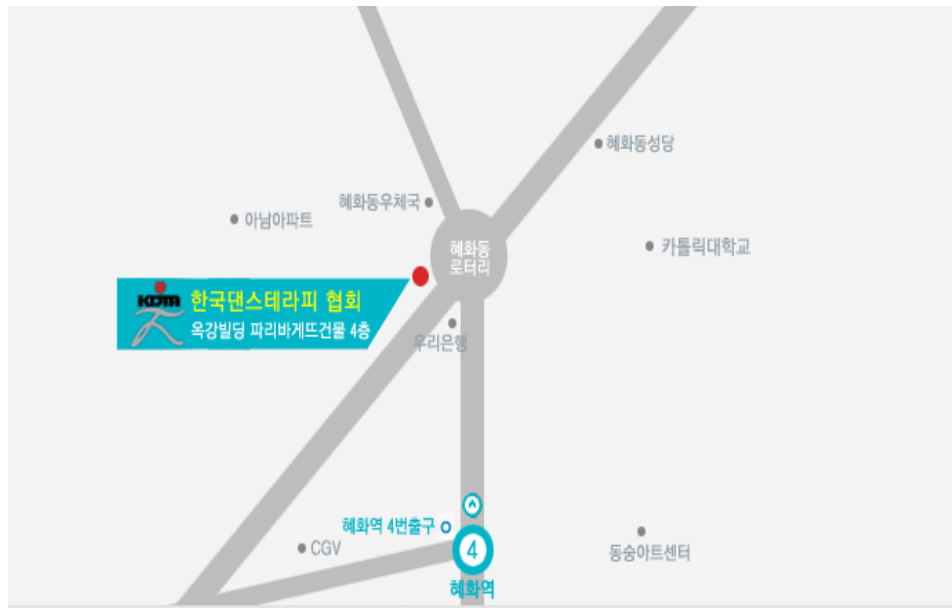 혜화동성당
혜화동우체국
아남아파트
혜화동
로터리
카톨릭대학교
KDTA
한국댄스테라피 협회
옥강빌딩 파리바게뜨건물 4층
우리은행
혜화역 4번출구
CGV
4
동숭아트센터
혜화역